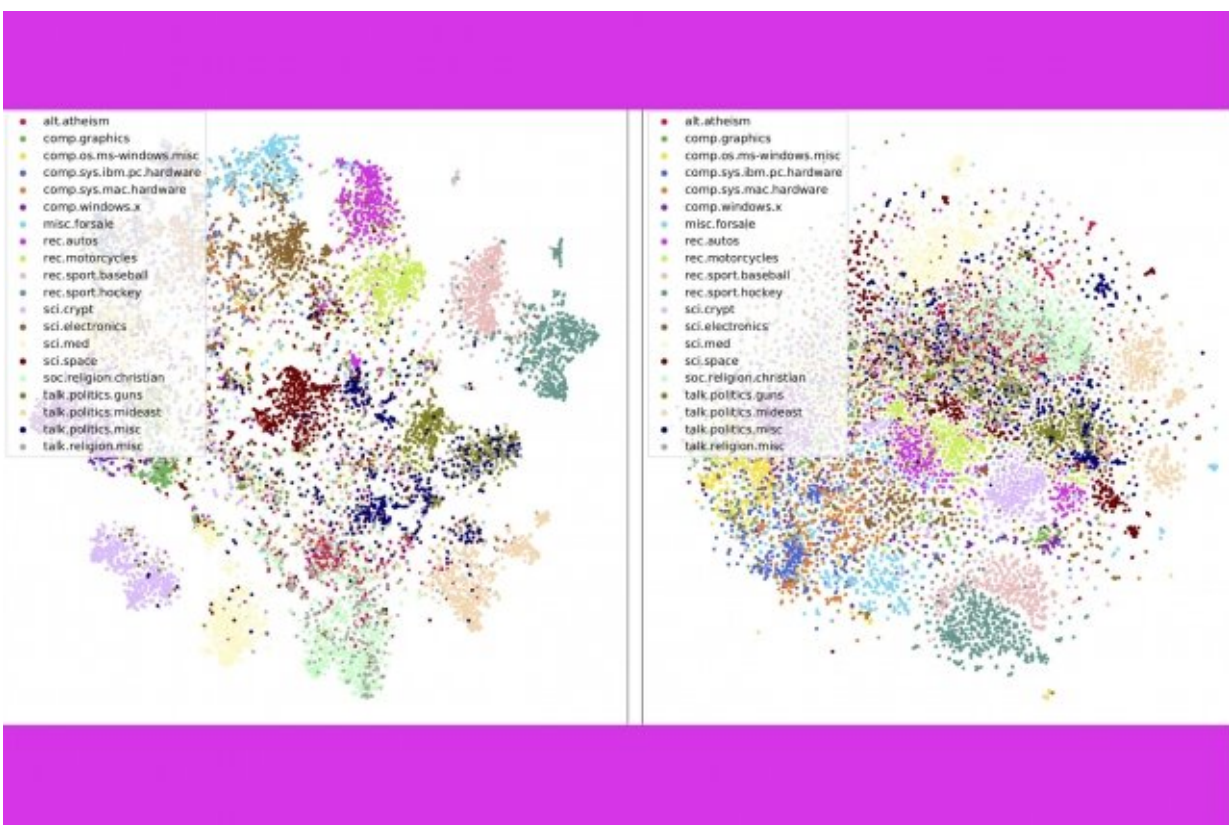 alt.atheism
comp.graphics
comp.os.ms-windows.misc
comp.sys.ibm.pc.hardware
comp.sys.mac.hardware
comp.windows.x
misc.forsale
rec.autos
rec.motorcycles
rec.sport.baseball
rec.sport.hockey
sci.crypt
sci.electronics
sci.med
sci.space
soc.religion.christian
talk.politics.guns
talk.politics.mideast
talk.politics.misc
talk.religion.misc
alt.atheism
comp.graphics
comp.os.ms-windows.misc
comp.sys.ibm.pc.hardware
comp.sys.mac.hardware
comp.windows.x
misc.forsale
rec.autos
rec.motorcycles
rec.sport.baseball
rec.sport.hockey
sci.crypt
sci.electronics
sci.med
sci.space
soc.religion.christian
talk.politics.guns
talk.politics.mideast
talk.politics.misc
talk.religion.misc